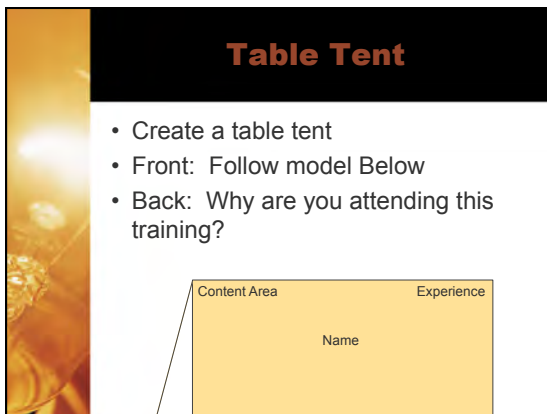 Table Tent
• Create a table tent
• Front:  Follow model Below
• Back:  Why are you attending this
training?
Content Area Experience
Name